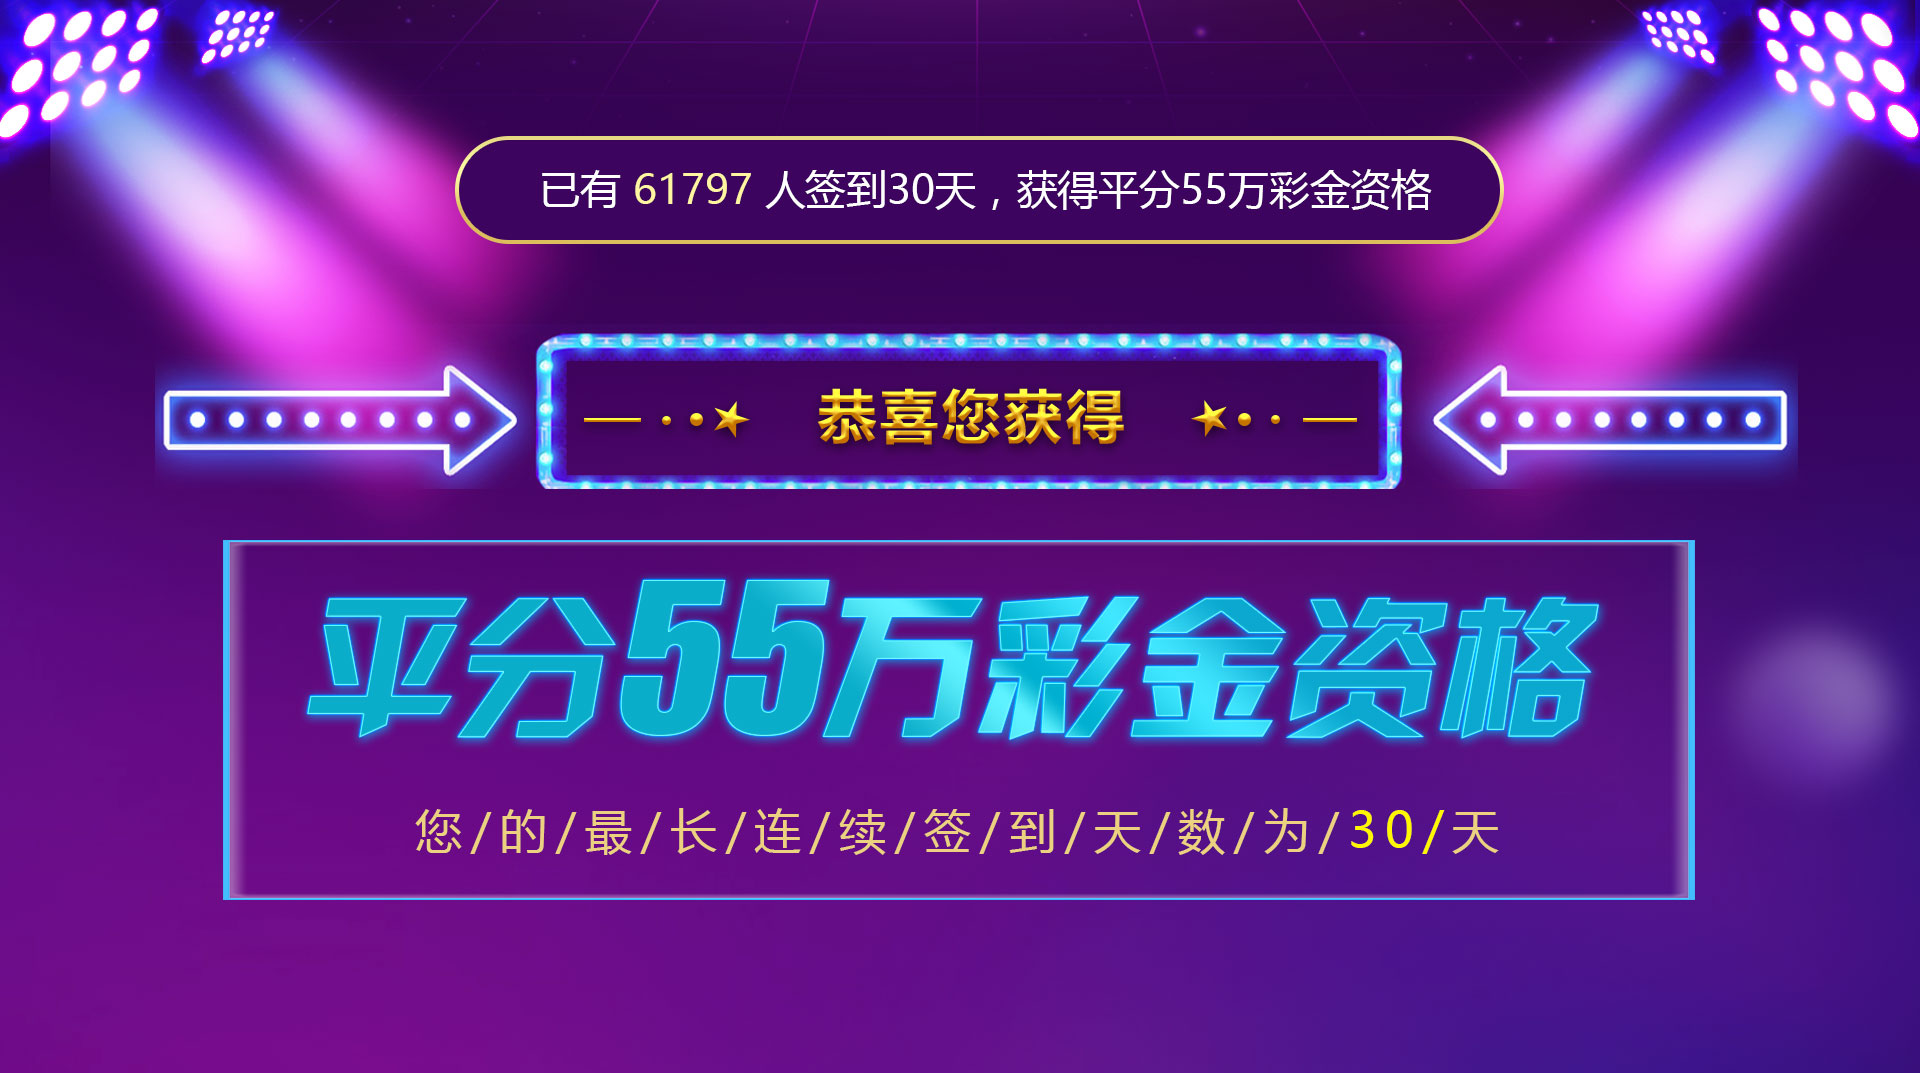 已有 61797 人签到30天，获得平分55万彩金资格
恭喜您获得
平分55万彩金资格
您/的/最/长/连/续/签/到/天/数/为/30/天